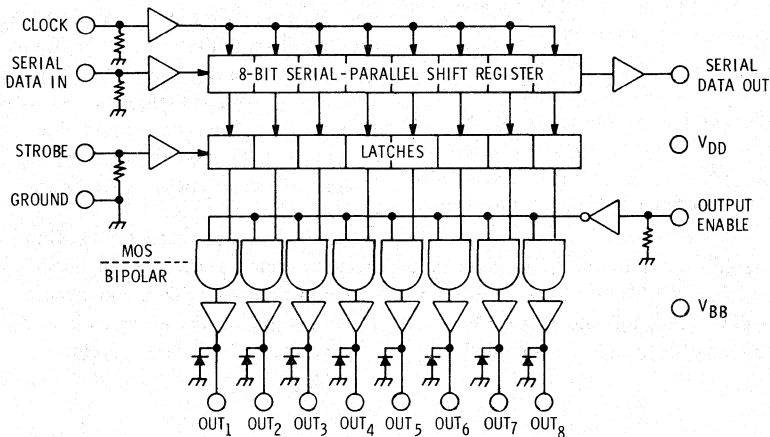 CLOCK
SERIAL
DATA IN
8-BIT SERIAL-PARALLEL SHIFT REGISTER
SERIAL
DATA OUT
STROBE
LATCHES
VDD
GROUND
OUTPUT
ENABLE
MOS
BIPOLAR
VBB
OUT1 OUT2 OUT3 OUT4 OUT5 OUT6 OUT7 OUT8